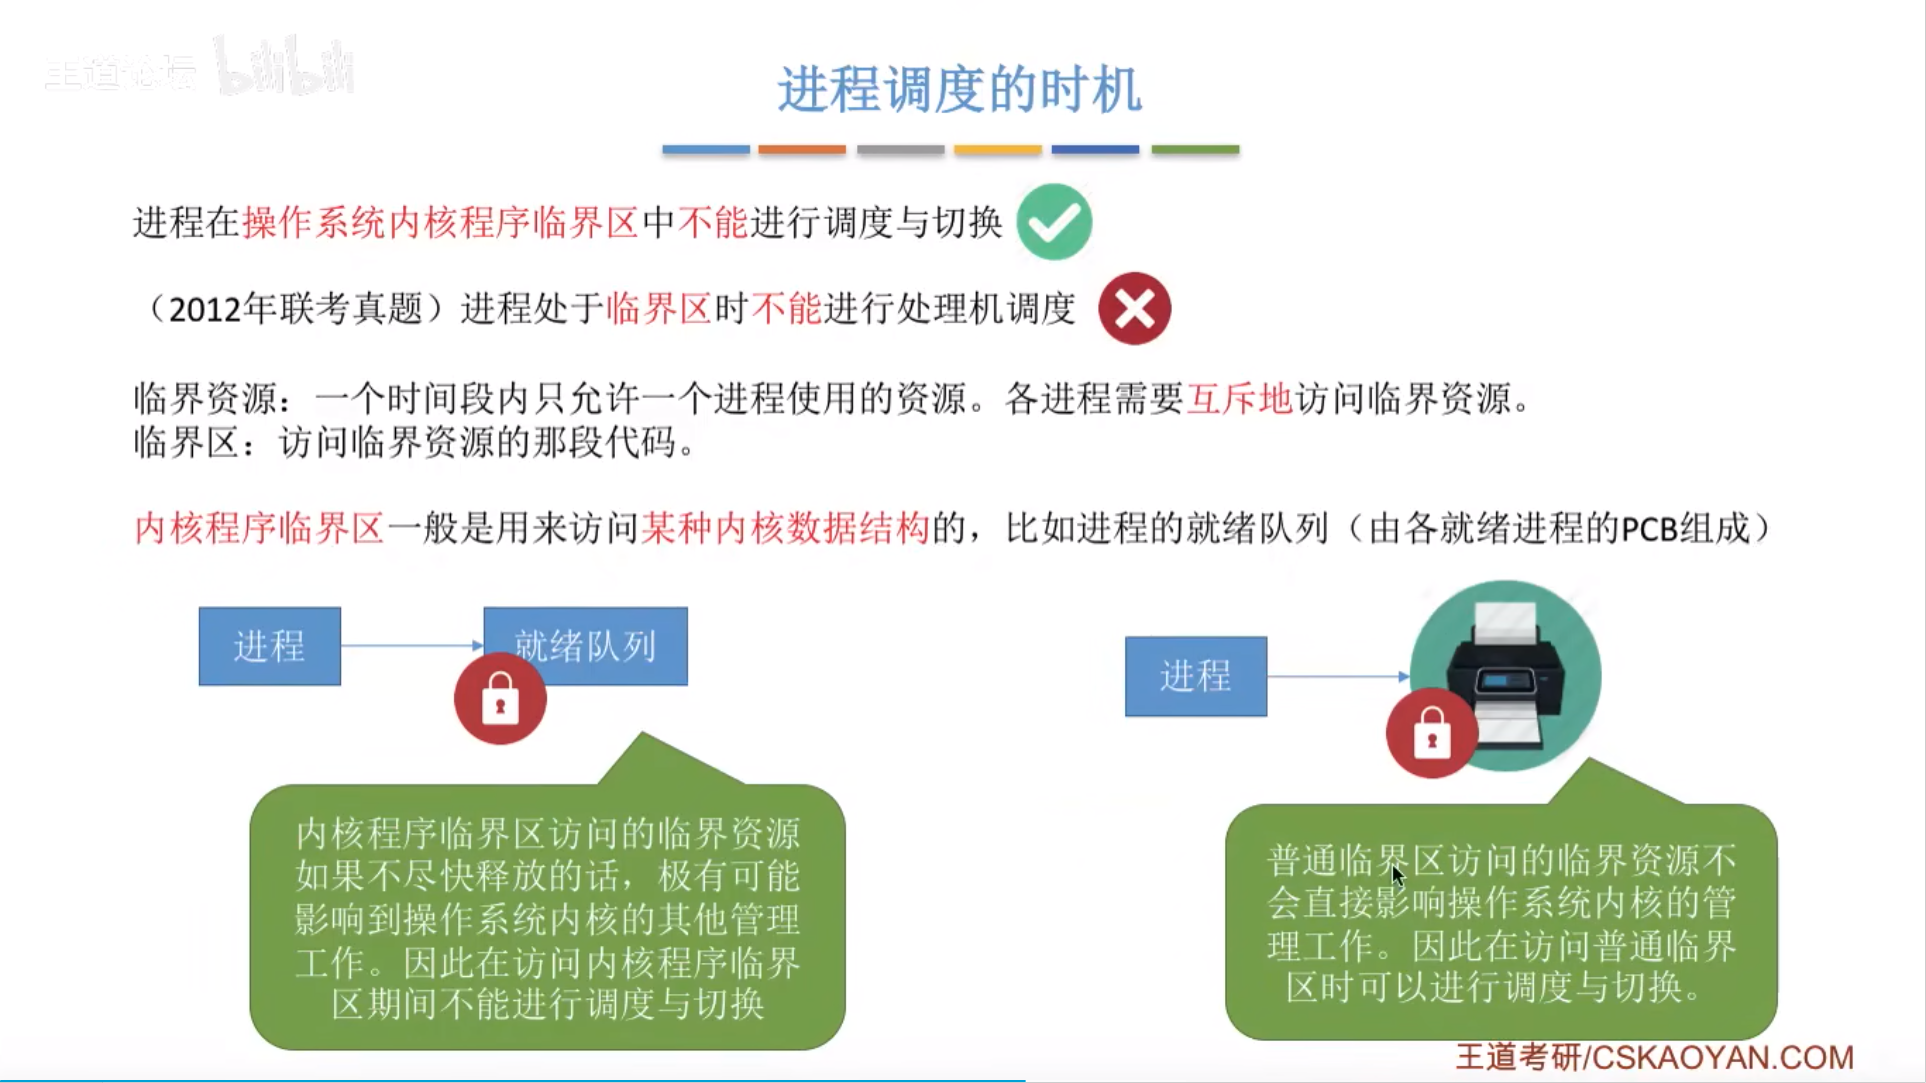 王道论坛 bilibili
进程调度的时机
进程在操作系统内核程序临界区中不能进行调度与切换
（2012年联考真题）进程处于临界区时不能进行处理机调度
临界资源：一个时间段内只允许一个进程使用的资源。各进程需要互斥地访问临界资源。
临界区：访问临界资源的那段代码。
内核程序临界区一般是用来访问某种内核数据结构的，比如进程的就绪队列（由各就绪进程的PCB组成）
进程
就绪队列
内核程序临界区访问的临界资源
如果不尽快释放的话，极有可能
影响到操作系统内核的其他管理
工作。因此在访问内核程序临界
区期间不能进行调度与切换
进程
普通临界区访问的临界资源不
会直接影响操作系统内核的管
理工作。因此在访问普通临界
区时可以进行调度与切换。
王道考研/CSKAOYAN.COM